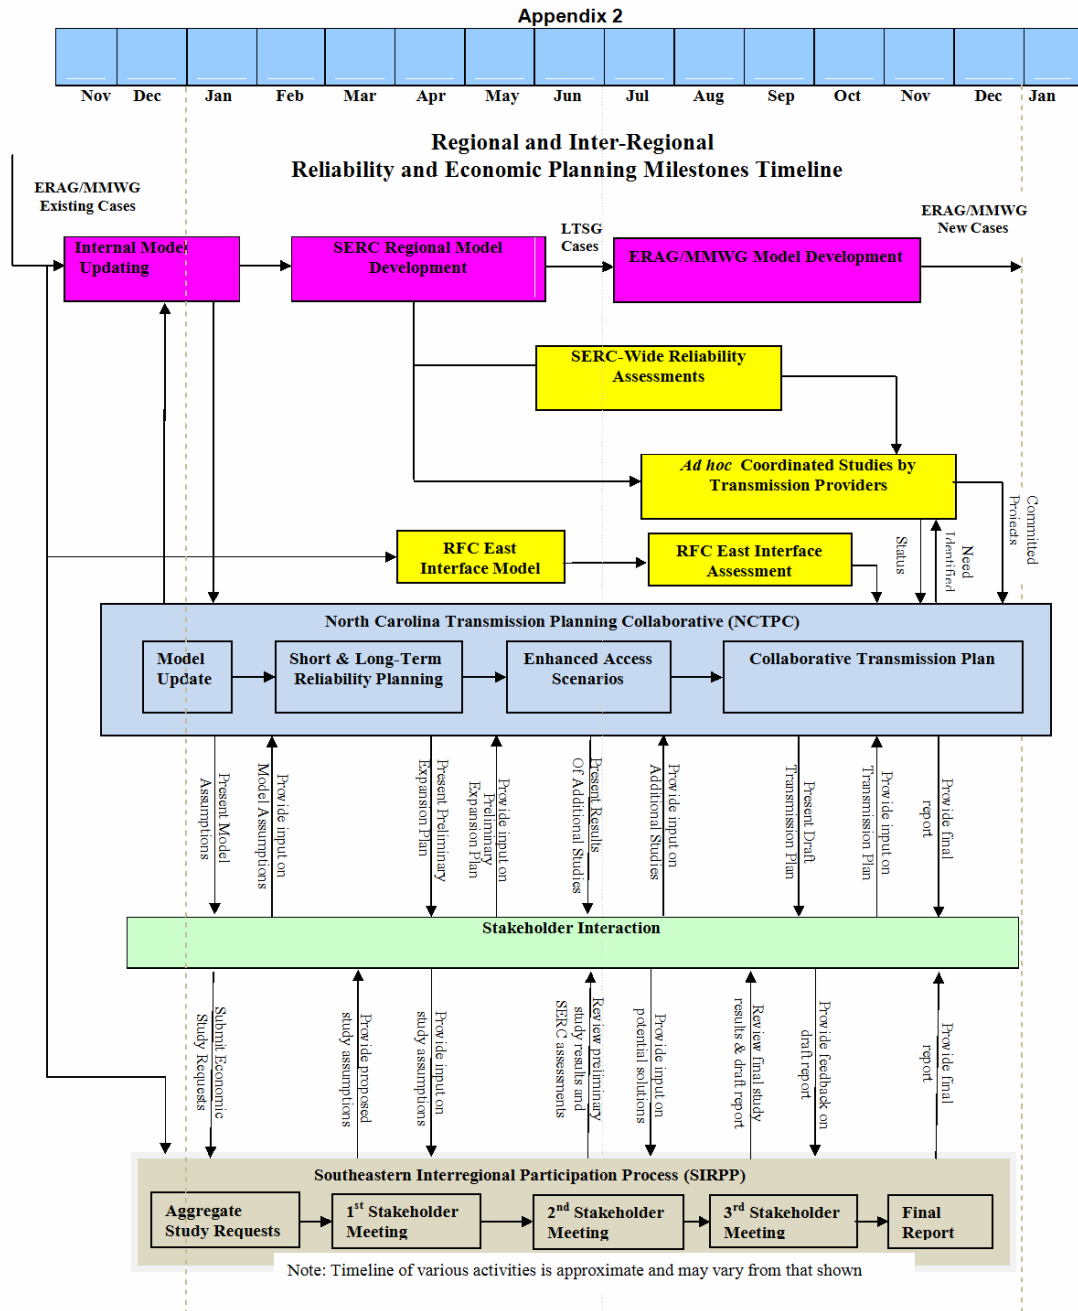 Appendix 2
Nov Dec Jan Feb Mar Apr May Jun Jul Aug Sep Oct Nov Dec Jan
Regional and Inter-Regional
Reliability and Economic Planning Milestones Timeline
ERAG/MMWG
Existing Cases
LTSG
Cases
ERAG/MMWG
New Cases
Internal Model
Updating
SERC Regional Model
Development
ERAG/MMWG Model Development
SERC-Wide Reliability
Assessments
Ad hoc Coordinated Studies by
Transmission Providers
RFC East
Interface Model
RFC East Interface
Assessment
Status
Need
Identified
Committed
Projects
North Carolina Transmission Planning Collaborative (NCTPC)
Model
Update
Short & Long-Term
Reliability Planning
Enhanced Access
Scenarios
Collaborative Transmission Plan
Present Model
Assumptions
Provide input on
Model Assumptions
Present Preliminary
Expansion Plan
Provide input on
Preliminary
Expansion Plan
Present Results
Of Additional Studies
Provide input on
Additional Studies
Present Draft
Transmission Plan
Provide input on
Transmission Plan
Provide final
report
Stakeholder Interaction
Submit Economic
Study Requests
Provide proposed
study assumptions
Provide input on
study assumptions
Review preliminary
study results and
SERC assessments
Provide input on
potential solutions
Review final study
results & draft report
Provide feedback on
draft report
Provide final
report
Southeastern Interregional Participation Process (SIRPP)
Aggregate
Study Requests
1st Stakeholder
Meeting
2nd Stakeholder
Meeting
3rd Stakeholder
Meeting
Final
Report
Note: Timeline of various activities is approximate and may vary from that shown